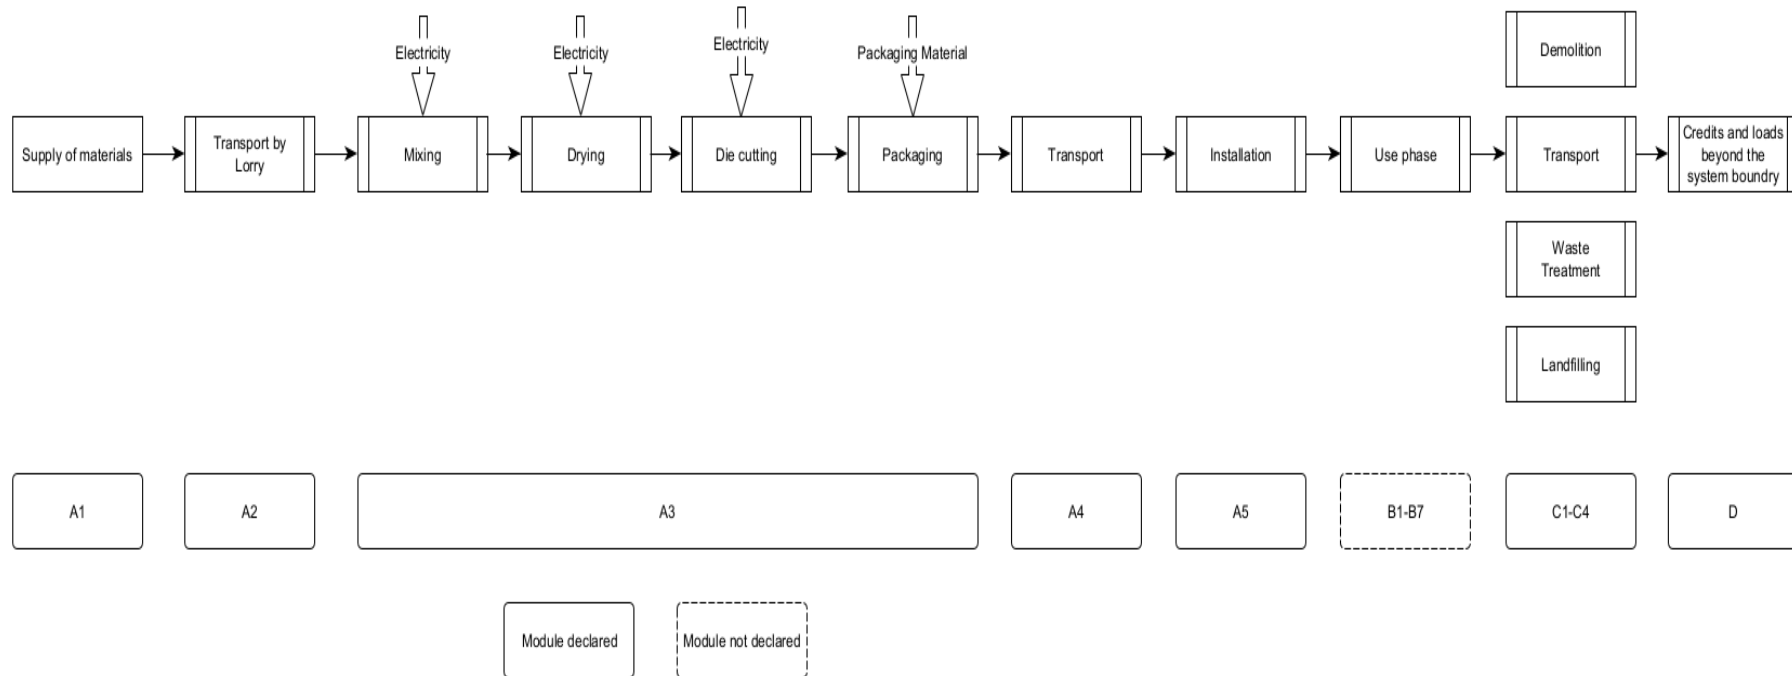 Electricity
Electricity
Electricity
Packaging Material
Demolition
Supply of materials
Transport by
Lorry
Mixing
Drying
Die cutting
Packaging
Transport
Installation
Use phase
Transport
Credits and loads
beyond the
system boundry
Waste
Treatment
Landfilling
A1
A2
A3
A4
A5
B1-B7
C1-C4
D
Module declared
Module not declared